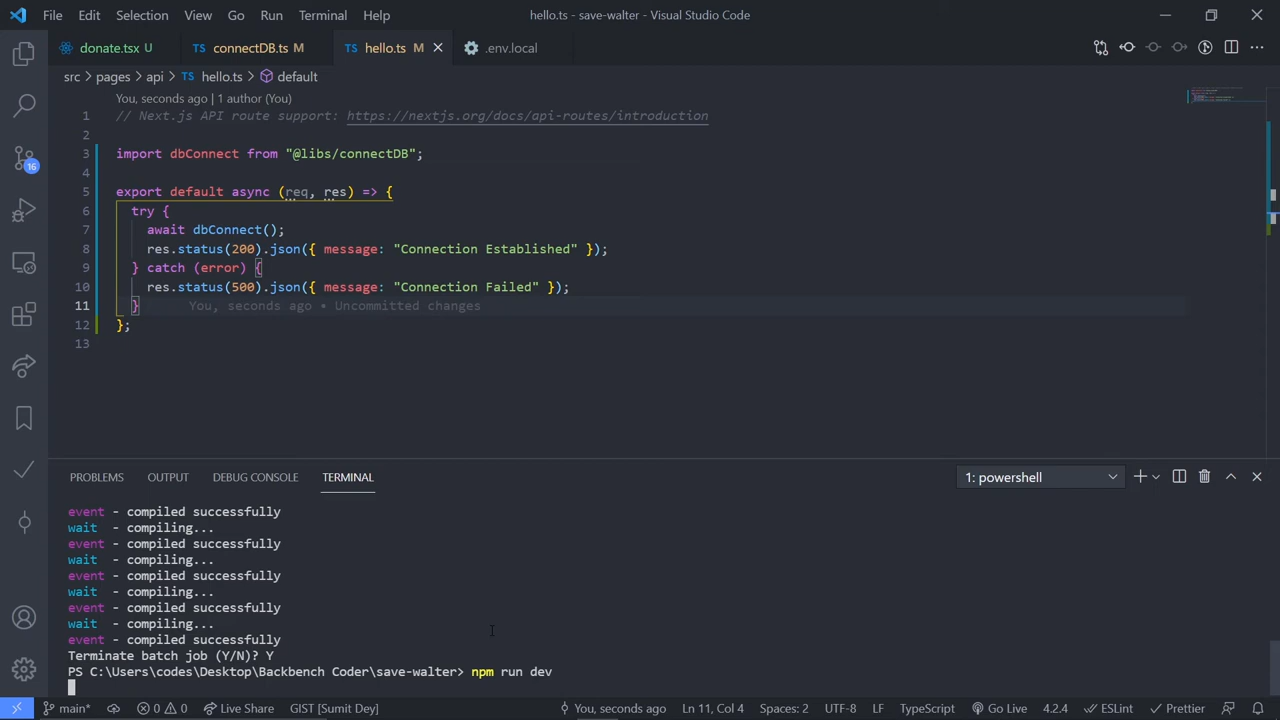 File Edit Selection View Go Run Terminal Help hello.ts - save-walter - Visual Studio Code
donate.tsx U TS connectDB.ts M TS hello.ts M .env.local
src > pages > api > TS hello.ts > default
You, seconds ago | 1 author (You)
1 // Next.js API route support: https://nextjs.org/docs/api-routes/introduction
2
3 import dbConnect from "@libs/connectDB";
4
5 export default async (req, res) => {
6 try {
7 await dbConnect();
8 res.status(200).json({ message: "Connection Established" });
9 } catch (error) {
10 res.status(500).json({ message: "Connection Failed" });
11 } You, seconds ago • Uncommitted changes
12 };
13
16
PROBLEMS OUTPUT DEBUG CONSOLE TERMINAL 1: powershell
event - compiled successfully
wait - compiling...
event - compiled successfully
wait - compiling...
event - compiled successfully
wait - compiling...
event - compiled successfully
wait - compiling...
event - compiled successfully
Terminate batch job (Y/N)? Y
PS C:\Users\codes\Desktop\Backbench Coder\save-walter> npm run dev
main* 0 0 Live Share GIST [Sumit Dey] You, seconds ago Ln 11, Col 4 Spaces: 2 UTF-8 LF TypeScript Go Live 4.2.4 ESLint Prettier